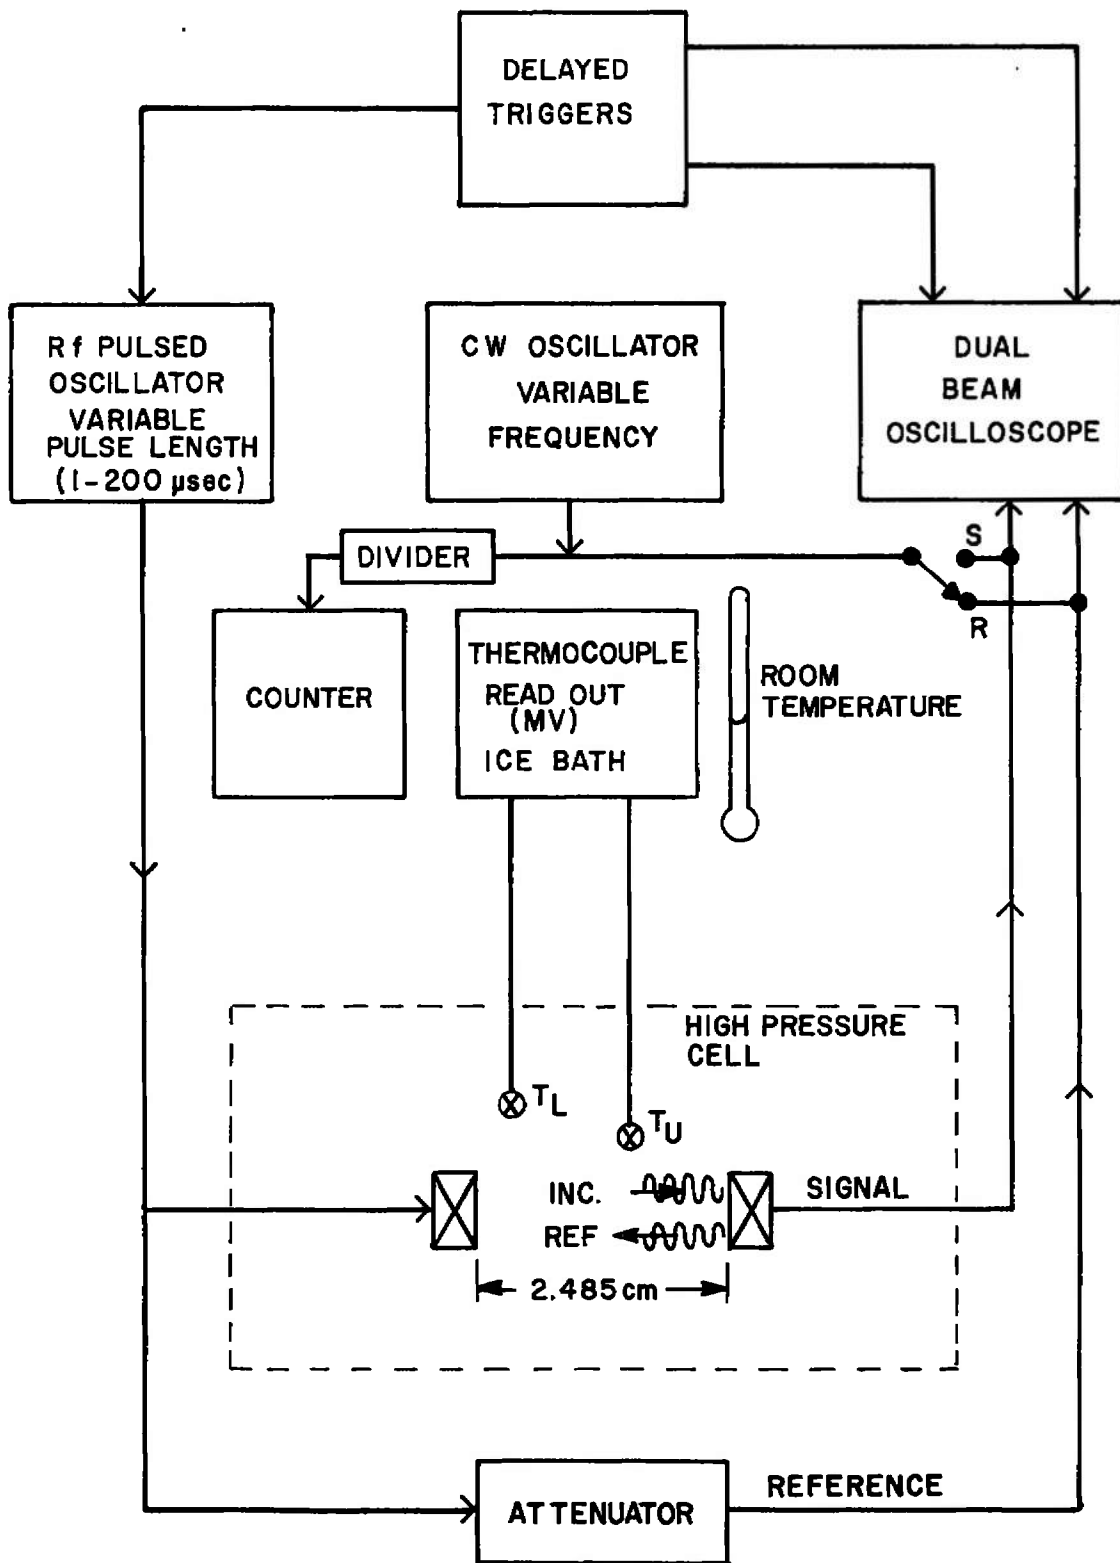 DELAYED
TRIGGERS
Rf PULSED
OSCILLATOR
VARIABLE
PULSE LENGTH
(1-200 µsec)
CW OSCILLATOR
VARIABLE
FREQUENCY
DUAL
BEAM
OSCILLOSCOPE
DIVIDER
S
R
COUNTER
THERMOCOUPLE
READ OUT
(MV)
ICE BATH
ROOM
TEMPERATURE
HIGH PRESSURE
CELL
TL
TU
INC.
REF
SIGNAL
2.485 cm
ATTENUATOR
REFERENCE